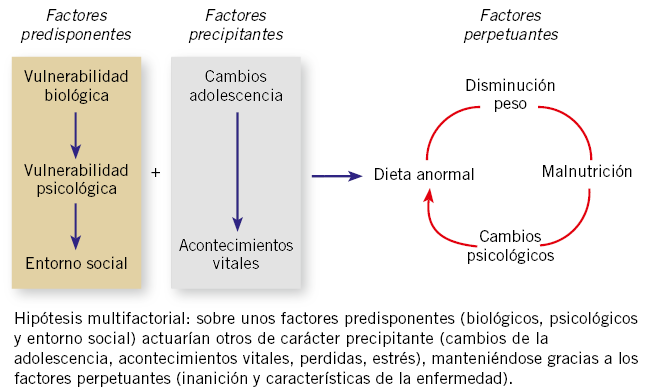 Factores
predisponentes
Factores
precipitantes
Factores
perpetuantes
Vulnerabilidad
biológica
Vulnerabilidad
psicológica
Entorno social
+
Cambios
adolescencia
Acontecimientos
vitales
Disminución
peso
Dieta anormal
Malnutrición
Cambios
psicológicos
Hipótesis multifactorial: sobre unos factores predisponentes (biológicos, psicológicos
y entorno social) actuarían otros de carácter precipitante (cambios de la
adolescencia, acontecimientos vitales, perdidas, estrés), manteniéndose gracias a los
factores perpetuantes (inanición y características de la enfermedad).